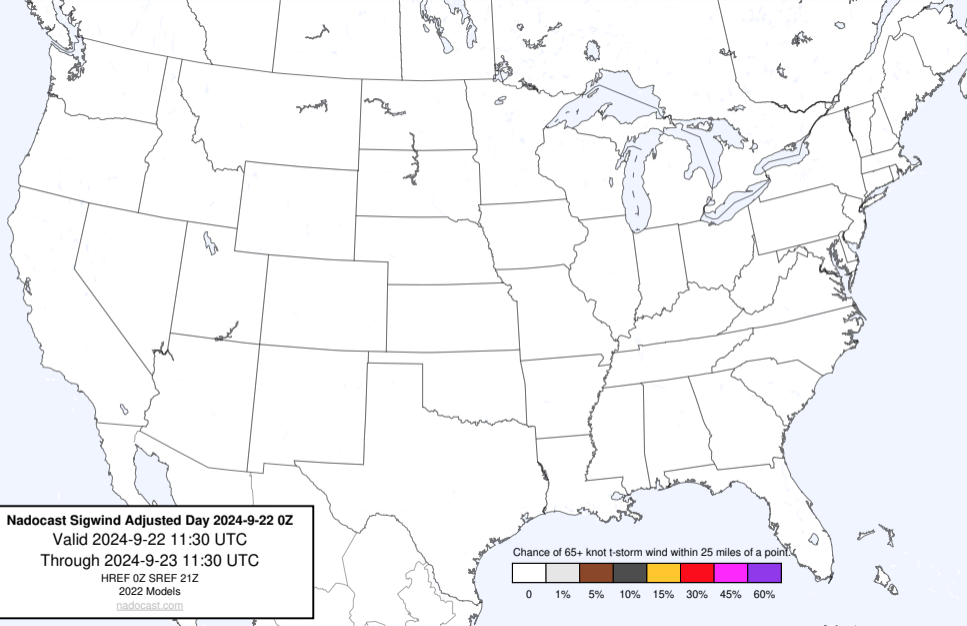 Nadocast Sigwind Adjusted Day 2024-9-22 0Z
Valid 2024-9-22 11:30 UTC
Through 2024-9-23 11:30 UTC
HREF 0Z SREF 21Z
2022 Models
nadocast.com
Chance of 65+ knot t-storm wind within 25 miles of a point.
0 1% 5% 10% 15% 30% 45% 60%